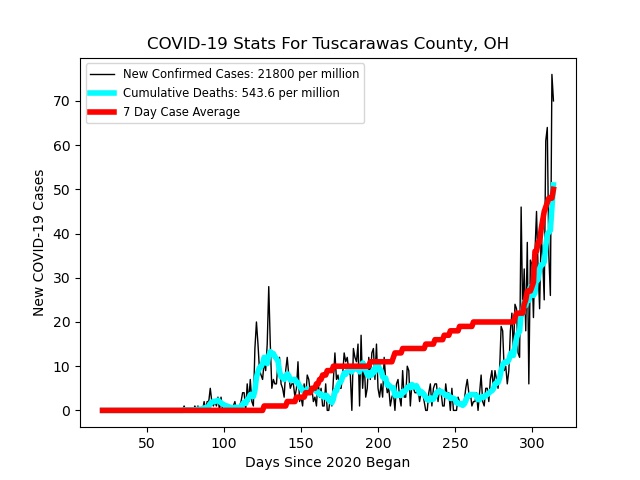 COVID-19 Stats For Tuscarawas County, OH
New Confirmed Cases: 21800 per million
Cumulative Deaths: 543.6 per million
7 Day Case Average
New COVID-19 Cases
70
60
50
40
30
20
10
0
50 100 150 200 250 300
Days Since 2020 Began